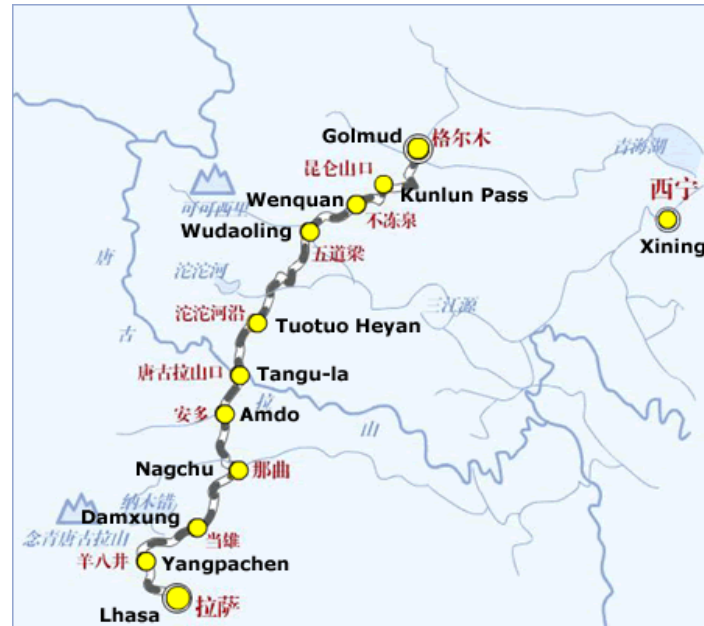 Golmud
格尔木
青海湖
昆仑山口
Kunlun Pass
西宁
Xining
可可西里
Wenquan
不冻泉
Wudaoling
五道梁
唐
沱沱河
三江源
沱沱河沿
Tuotuo Heyan
古
唐古拉山口
Tangu-la
拉
安多
Amdo
山
Nagchu
那曲
纳木错
Damxung
当雄
念青唐古拉山
羊八井
Yangpachen
Lhasa
拉萨